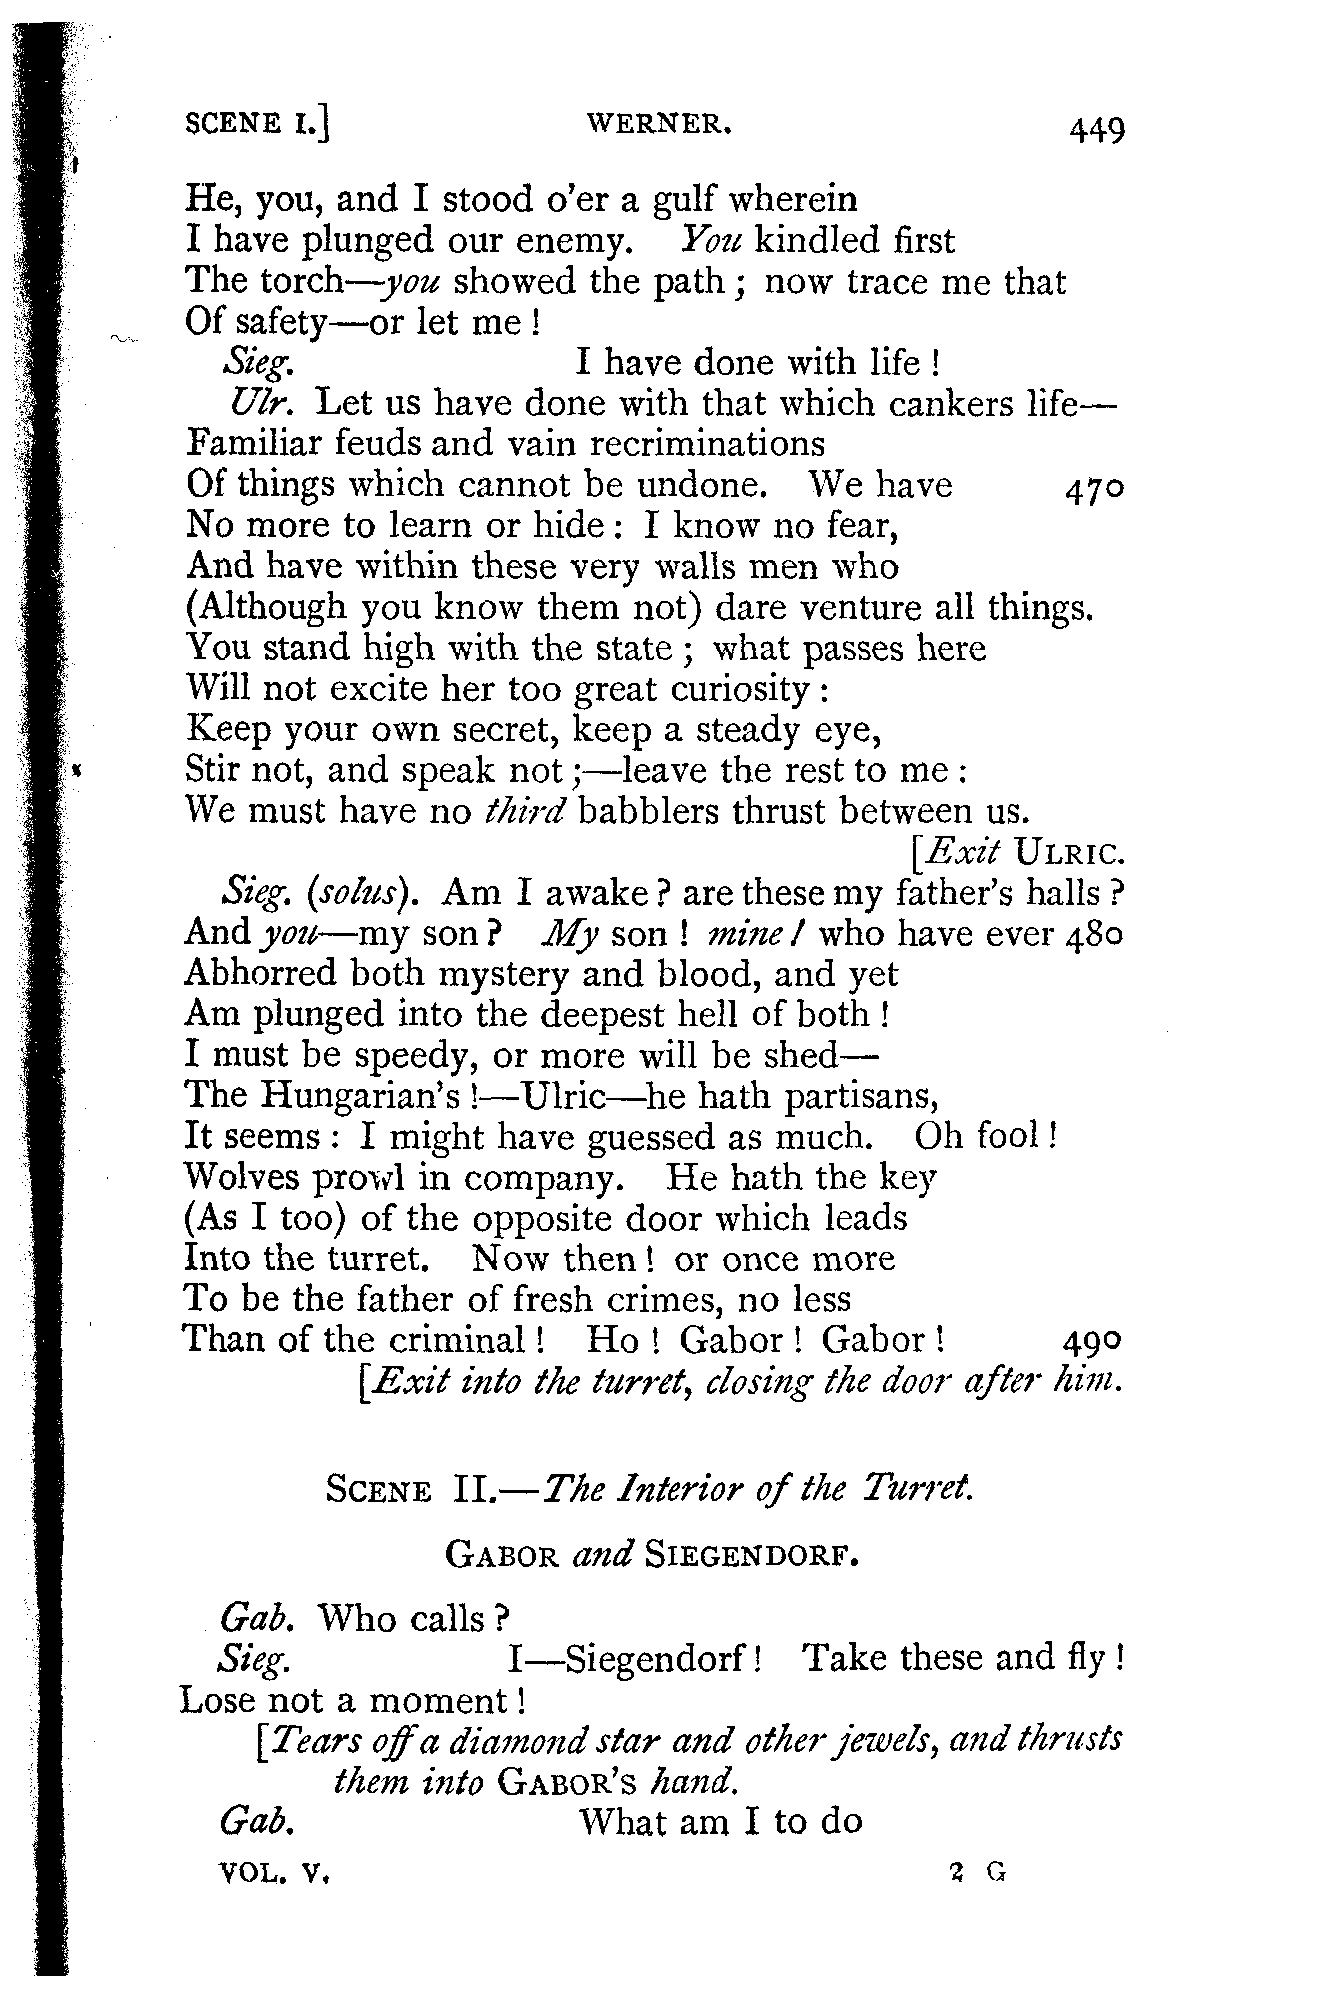 SCENE I.] WERNER. 449
He, you, and I stood o'er a gulf wherein
I have plunged our enemy. You kindled first
The torch—you showed the path; now trace me that
Of safety—or let me!
Sieg. I have done with life!
Ulr. Let us have done with that which cankers life—
Familiar feuds and vain recriminations
Of things which cannot be undone. We have 470
No more to learn or hide: I know no fear,
And have within these very walls men who
(Although you know them not) dare venture all things.
You stand high with the state; what passes here
Will not excite her too great curiosity:
Keep your own secret, keep a steady eye,
Stir not, and speak not;—leave the rest to me:
We must have no third babblers thrust between us.
[Exit ULRIC.
Sieg. (solus). Am I awake? are these my father's halls?
And you—my son? My son! mine! who have ever 480
Abhorred both mystery and blood, and yet
Am plunged into the deepest hell of both!
I must be speedy, or more will be shed—
The Hungarian's!—Ulric—he hath partisans,
It seems: I might have guessed as much. Oh fool!
Wolves prowl in company. He hath the key
(As I too) of the opposite door which leads
Into the turret. Now then! or once more
To be the father of fresh crimes, no less
Than of the criminal! Ho! Gabor! Gabor! 490
[Exit into the turret, closing the door after him.
SCENE II.—The Interior of the Turret.
GABOR and SIEGENDORF.
Gab. Who calls?
Sieg. I—Siegendorf! Take these and fly!
Lose not a moment!
[Tears off a diamond star and other jewels, and thrusts
them into GABOR'S hand.
Gab. What am I to do
VOL. V. 2 G